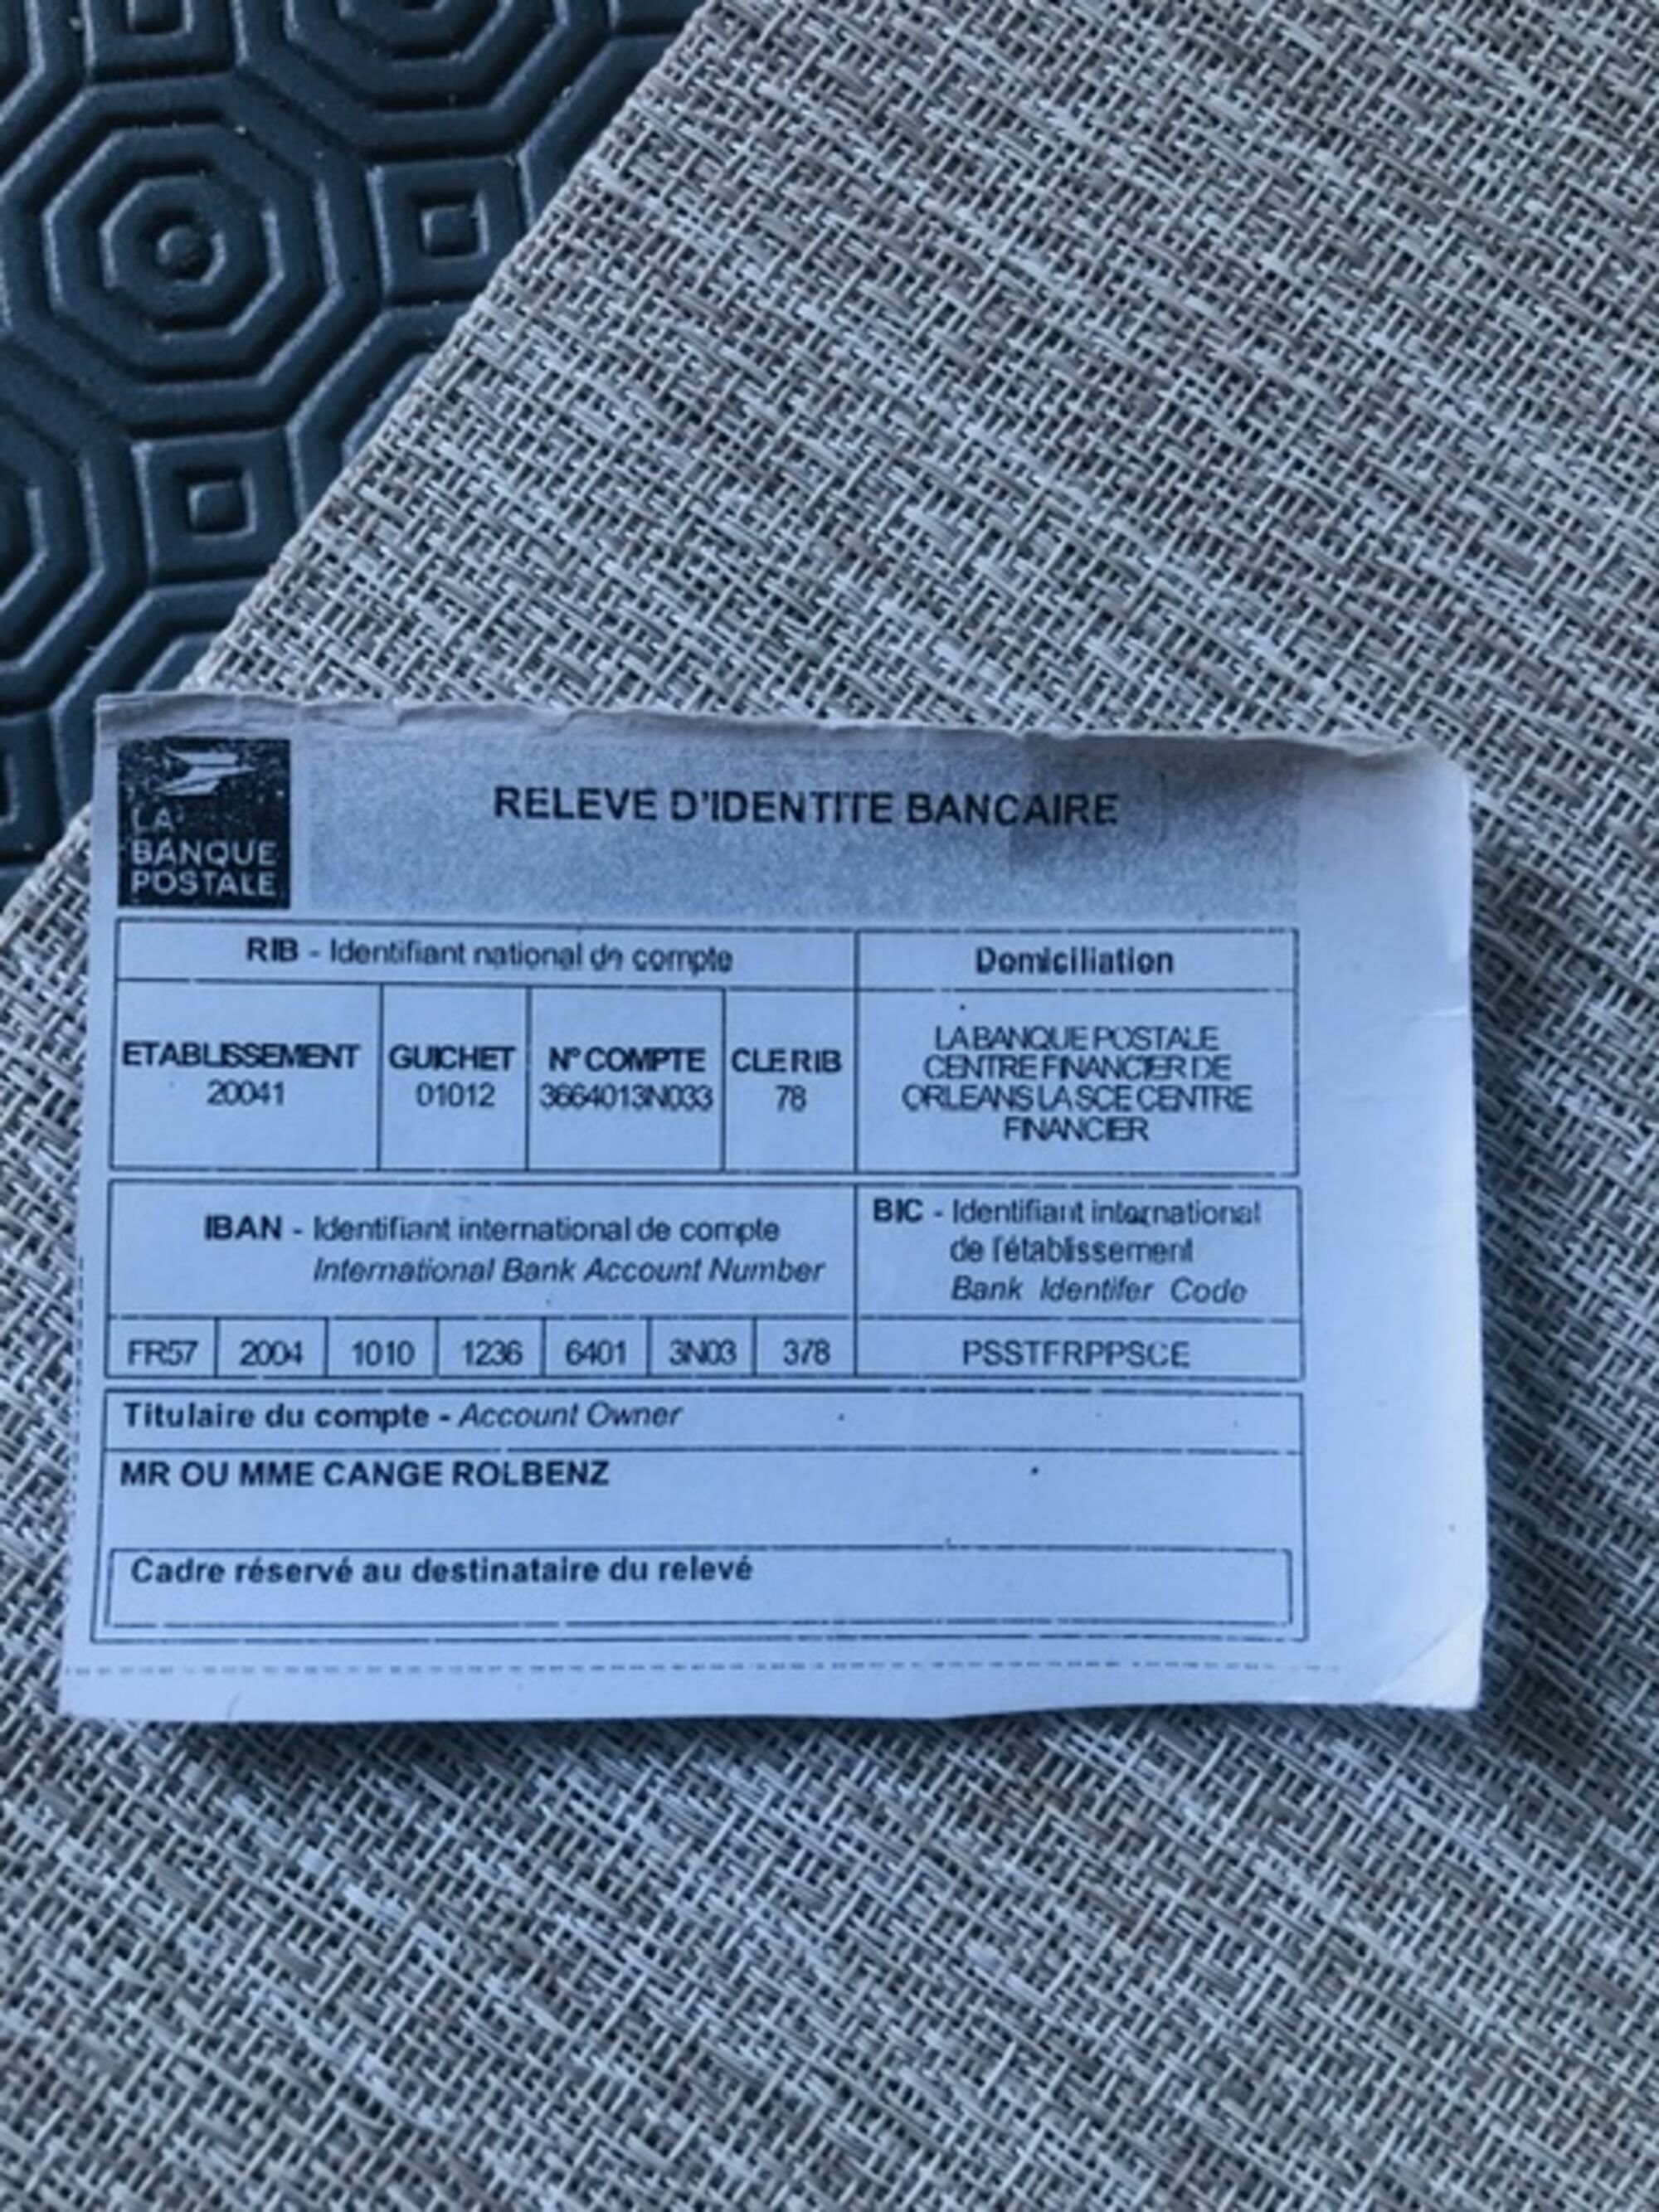 LA
BANQUE
POSTALE
RELEVE D'IDENTITE BANCAIRE
RIB - Identifiant national de compte
Domiciliation
ETABLISSEMENT
20041
GUICHET
01012
N° COMPTE
3664013N033
CLE RIB
78
LA BANQUE POSTALE
CENTRE FINANCIER DE
ORLEANS LA SCE CENTRE
FINANCIER
IBAN - Identifiant international de compte
International Bank Account Number
BIC - Identifiant international
de l'établissement
Bank Identifer Code
FR57 2004 1010 1236 6401 3N03 378
PSSTFRPPSCE
Titulaire du compte - Account Owner
MR OU MME CANGE ROLBENZ
Cadre réservé au destinataire du relevé